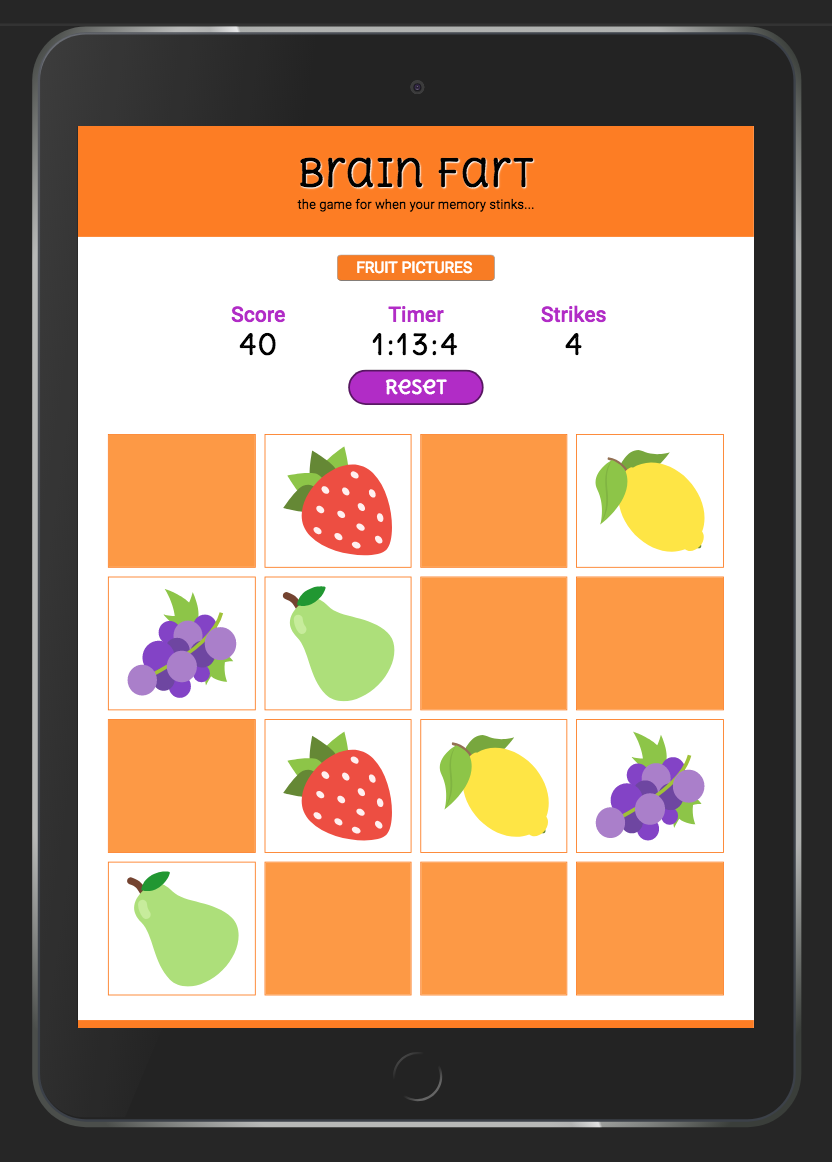 Brain Fart
the game for when your memory stinks...
FRUIT PICTURES
Score Timer Strikes
40 1:13:4 4
Reset